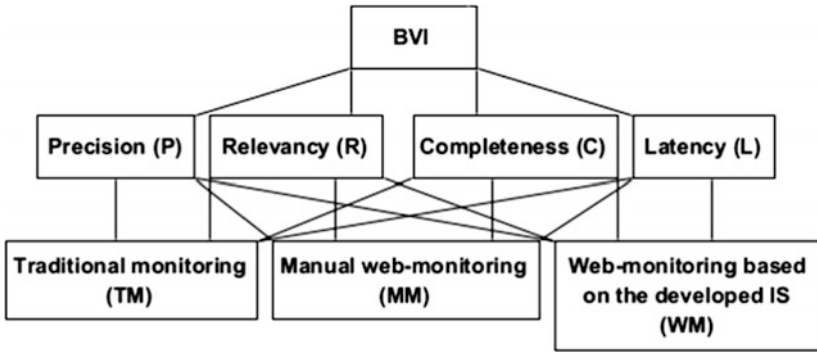 BVI
Precision (P)
Relevancy (R)
Completeness (C)
Latency (L)
Traditional monitoring
(TM)
Manual web-monitoring
(MM)
Web-monitoring based
on the developed IS
(WM)